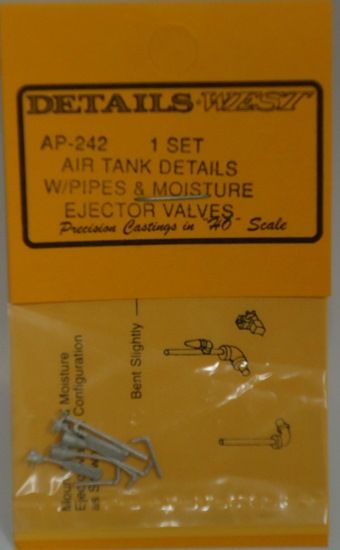 DETAILS WEST
AP-242 1 SET
AIR TANK DETAILS
W/PIPES & MOISTURE
EJECTOR VALVES
Precision Castings in "HO" Scale
Bent Slightly
Moisture
Configuration
as